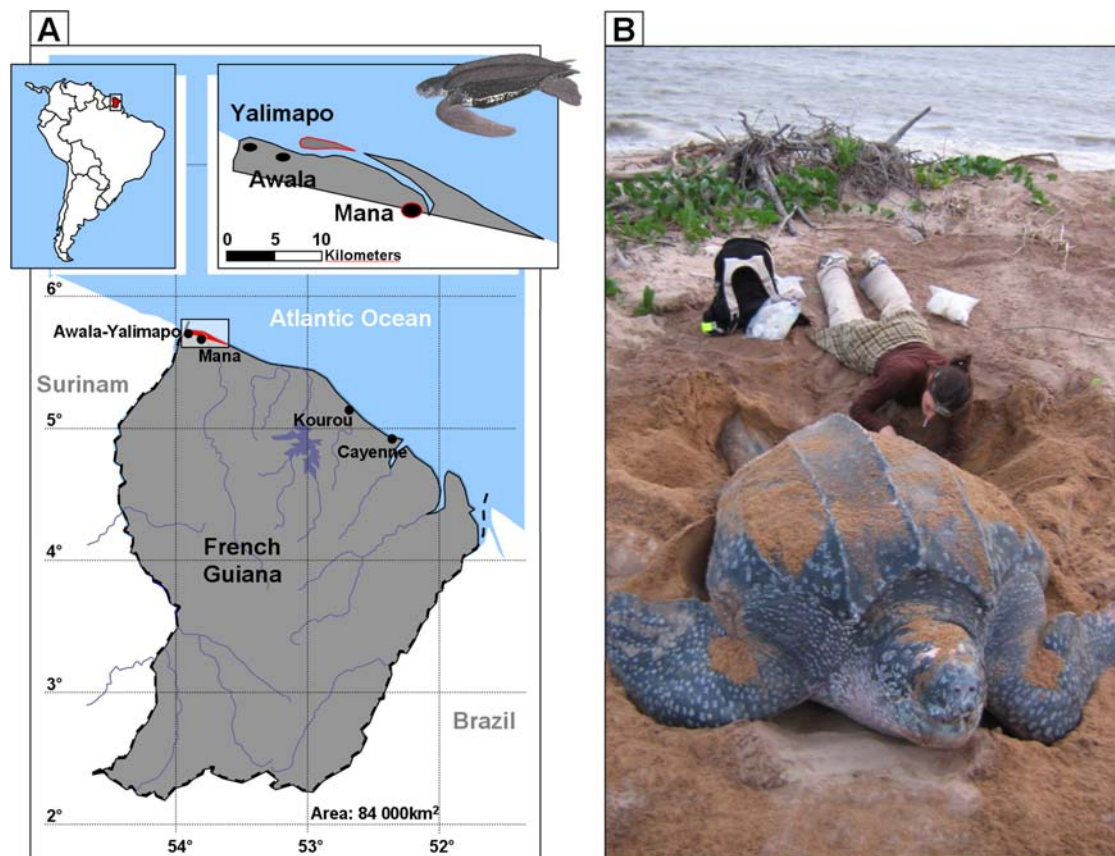 A
B
Yalimapo
Awala
Mana
0 5 10
Kilometers
6°
Atlantic Ocean
Awala-Yalimapo
Mana
Surinam
5°
Kourou
Cayenne
4°
French
Guiana
3°
Brazil
Area: 84 000km²
2°
54° 53° 52°